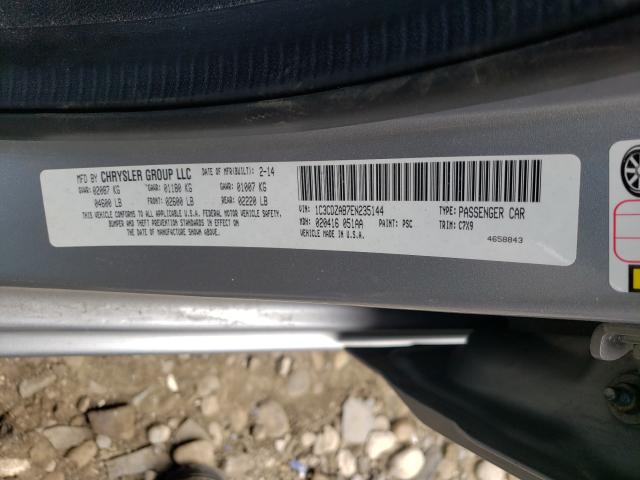 MFD BY CHRYSLER GROUP LLC DATE OF MFR(BUILT): 2-14
GVWR: 02087 KG GAWR: 01180 KG GAWR: 01007 KG
04600 LB FRONT: 02600 LB REAR: 02220 LB
THIS VEHICLE CONFORMS TO ALL APPLICABLE U.S.A. FEDERAL MOTOR VEHICLE SAFETY,
BUMPER AND THEFT PREVENTION STANDARDS IN EFFECT ON
THE DATE OF MANUFACTURE SHOWN ABOVE.
VIN: 1C3CDZAB7EN235144 TYPE: PASSENGER CAR
MDH: 020416 051AA PAINT: PSC TRIM: C7X9
VEHICLE MADE IN U.S.A.
4658843